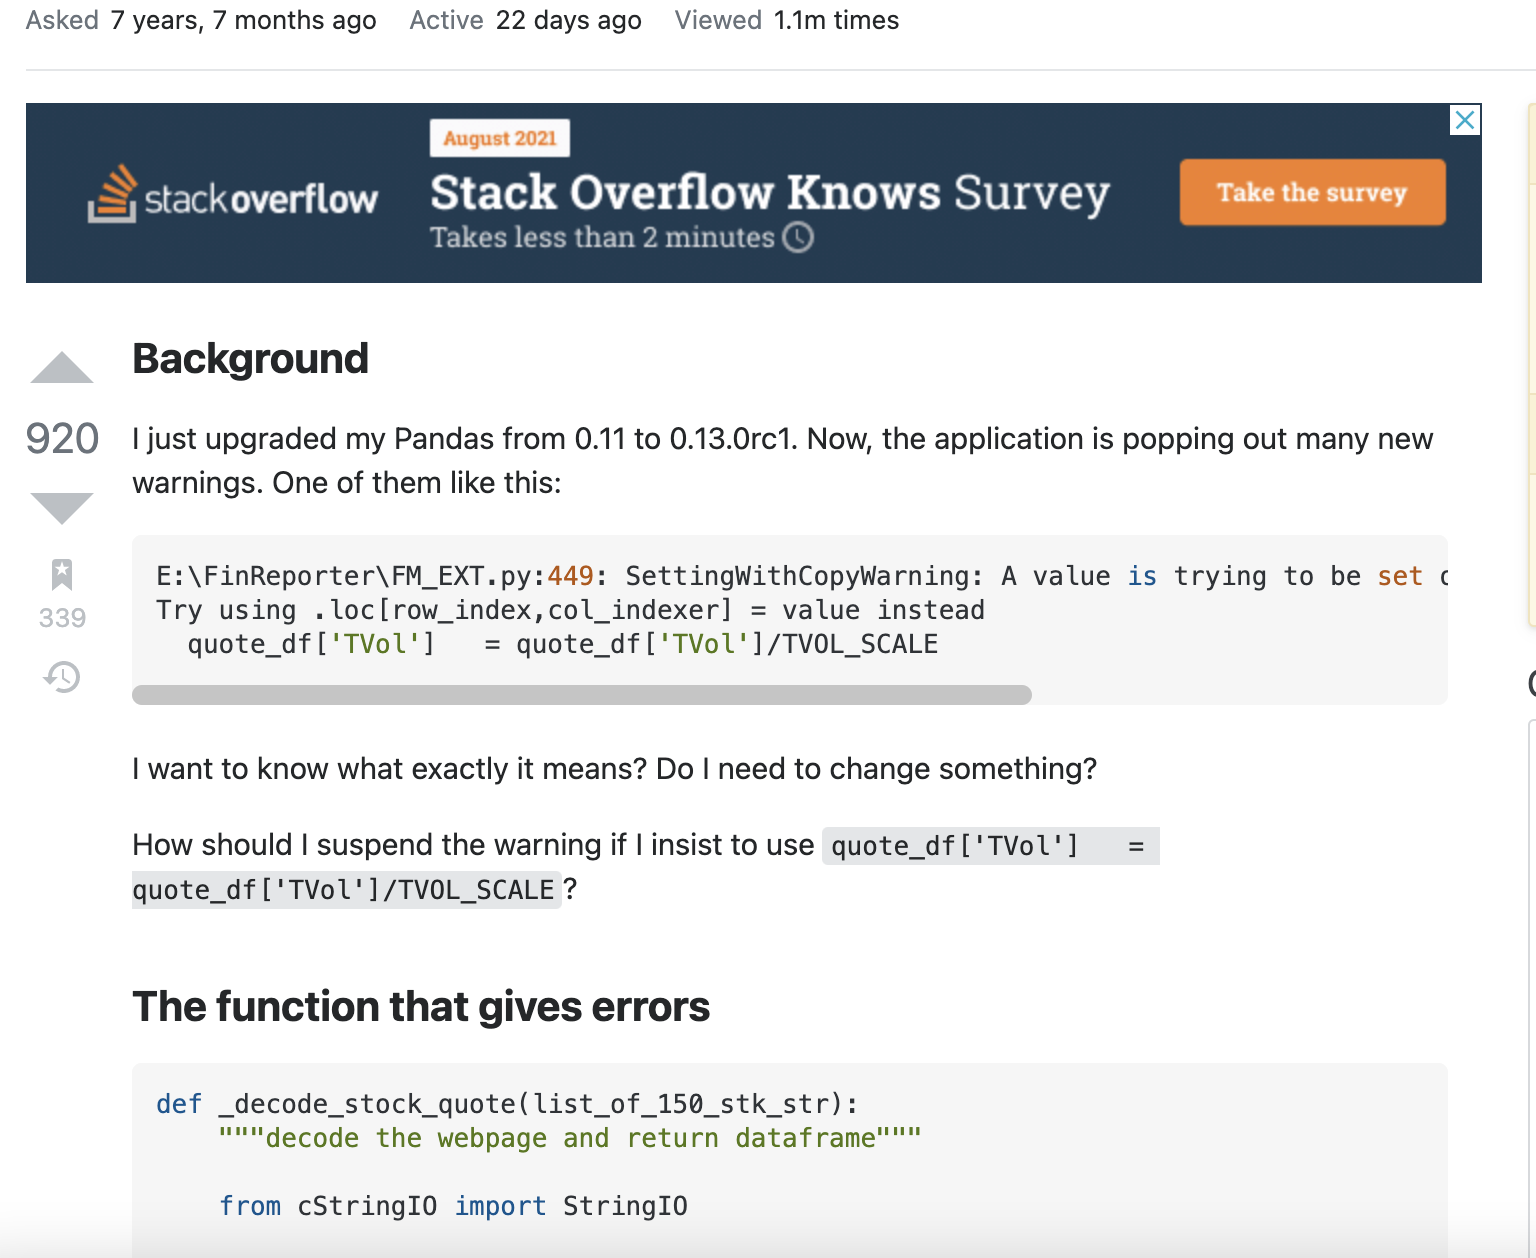 Asked 7 years, 7 months ago Active 22 days ago Viewed 1.1m times
August 2021
stackoverflow
Stack Overflow Knows Survey
Takes less than 2 minutes
Take the survey
Background
920
I just upgraded my Pandas from 0.11 to 0.13.0rc1. Now, the application is popping out many new
warnings. One of them like this:
E:\FinReporter\FM_EXT.py:449: SettingWithCopyWarning: A value is trying to be set
Try using .loc[row_index,col_indexer] = value instead
  quote_df['TVol']   = quote_df['TVol']/TVOL_SCALE
339
I want to know what exactly it means? Do I need to change something?
How should I suspend the warning if I insist to use quote_df['TVol']   =
quote_df['TVol']/TVOL_SCALE ?
The function that gives errors
def _decode_stock_quote(list_of_150_stk_str):
    """decode the webpage and return dataframe"""
    from cStringIO import StringIO